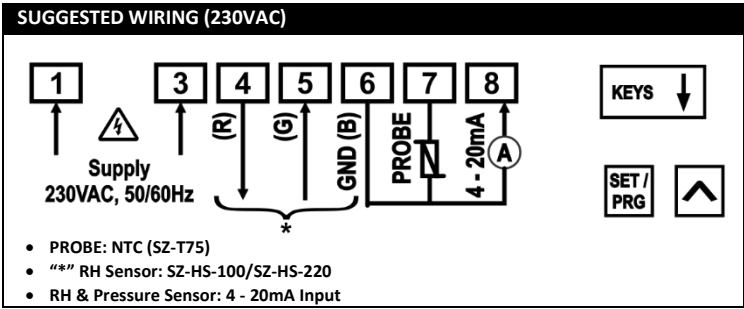 SUGGESTED WIRING (230VAC)
1 3 4 5 6 7 8
(R) (G) GND (B) PROBE 4 - 20mA A
Supply
230VAC, 50/60Hz
*
KEYS
SET /
PRG
• PROBE: NTC (SZ-T75)
• “*” RH Sensor: SZ-HS-100/SZ-HS-220
• RH & Pressure Sensor: 4 - 20mA Input